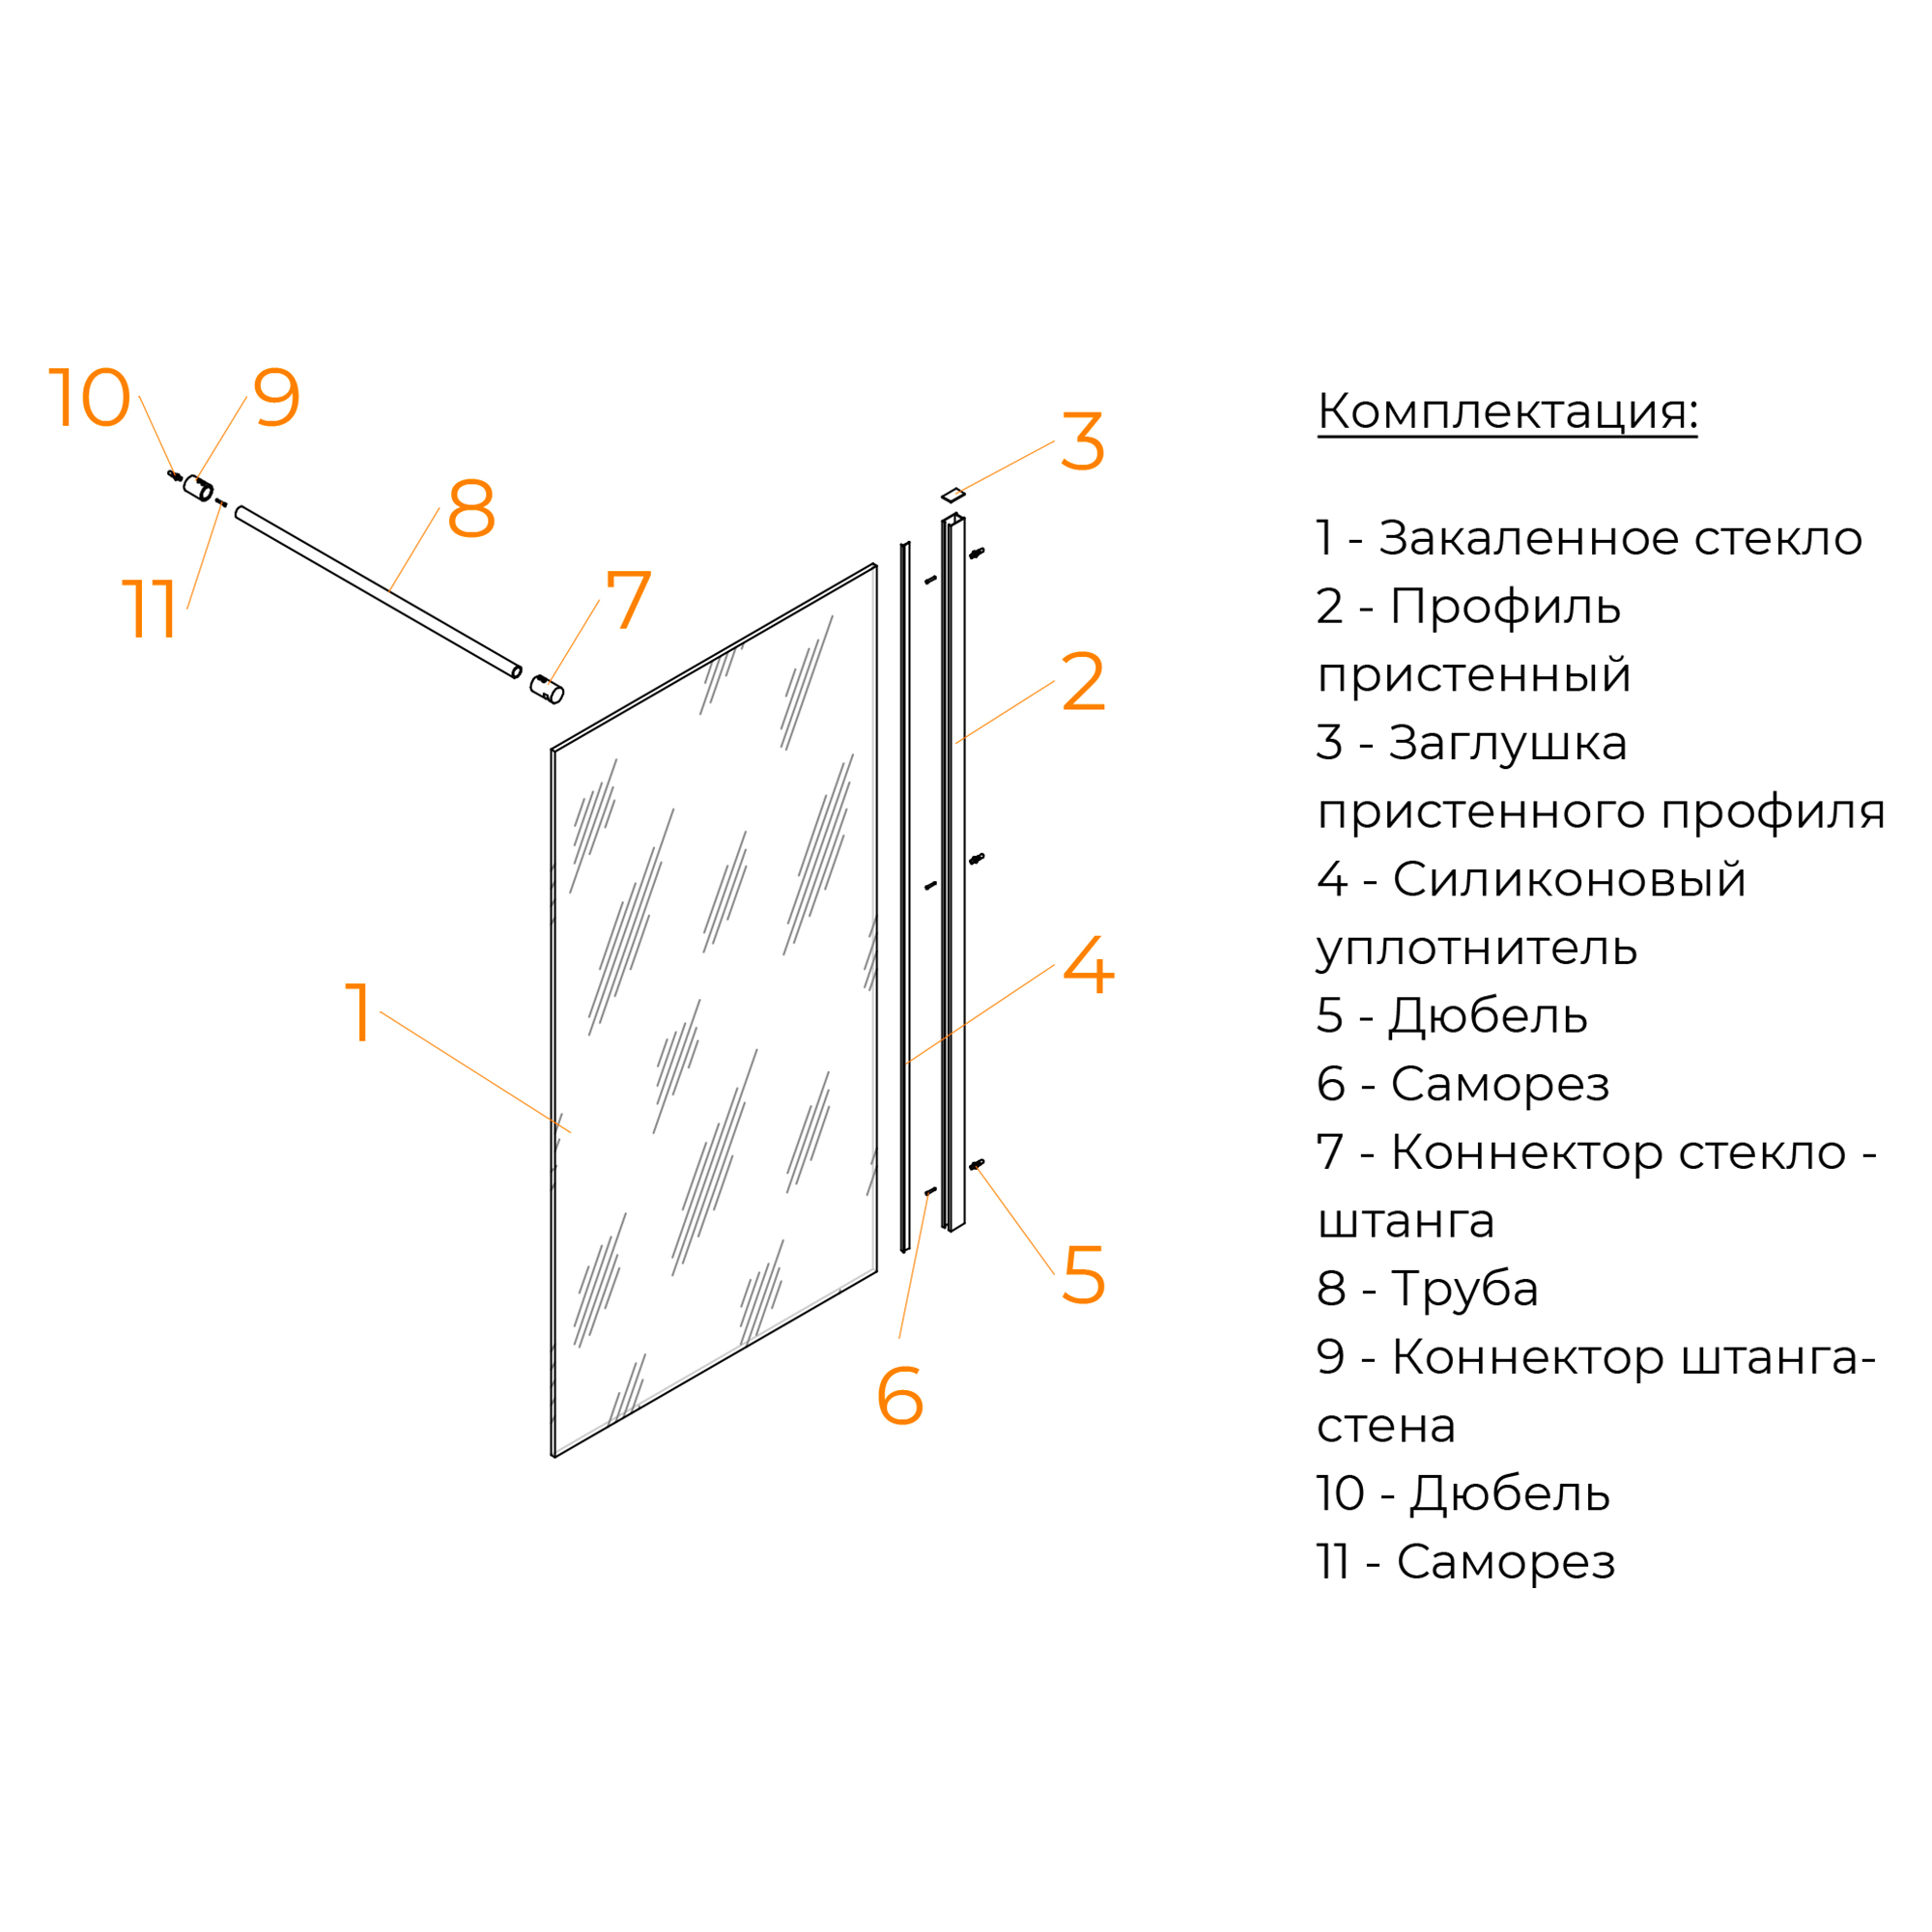 10
9
3
8
11
7
2
4
1
5
6
Комплектация:
1 - Закаленное стекло
2 - Профиль
пристенный
3 - Заглушка
пристенного профиля
4 - Силиконовый
уплотнитель
5 - Дюбель
6 - Саморез
7 - Коннектор стекло -
штанга
8 - Труба
9 - Коннектор штанга-
стена
10 - Дюбель
11 - Саморез